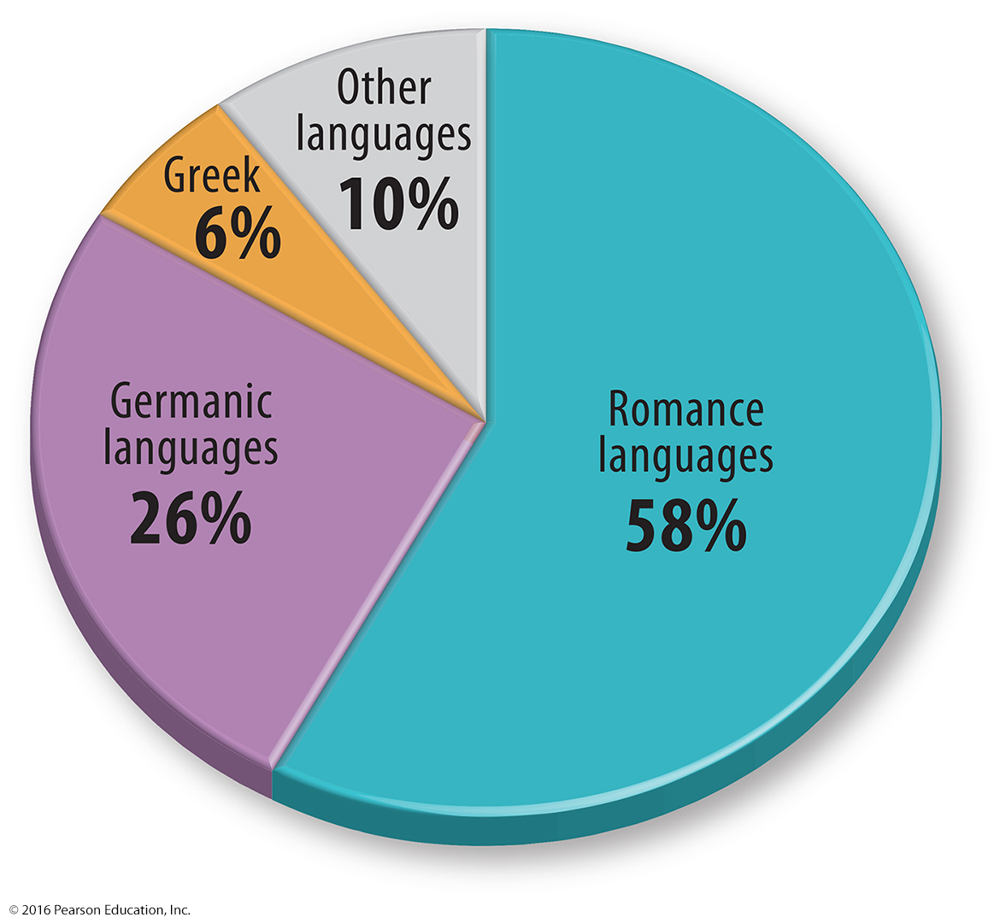 Other
languages
10%
Greek
6%
Germanic
languages
26%
Romance
languages
58%
© 2016 Pearson Education, Inc.